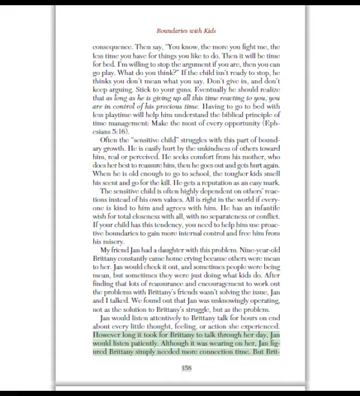 Boundaries with Kids
consequence. Then say, "You know, the more you fight me, the
less time you have for things you like to do. Then it will be time
for bed. I'm willing to stop the argument if you are, then you can
go play. What do you think?" If the child isn't ready to stop, he
thinks you don't mean what you say. Don't give in, and don't
keep arguing. Stick to your guns. Eventually he should realize
that as long as he is giving up all this time reacting to you, you
are in control of his precious time. Having to go to bed with
less playtime will help him understand the biblical principle of
time management: Make the most of every opportunity (Eph-
esians 5:16).
Often the "sensitive child" struggles with this part of bound-
ary growth. He is easily hurt by the unkindness of others toward
him, real or perceived. He seeks comfort from his mother, who
does her best to reassure him, then he goes out and gets hurt again.
When he is old enough to go to school, the tougher kids smell
his scent and go for the kill. He gets a reputation as an easy mark.
The sensitive child is often highly dependent on others' reac-
tions instead of his own values. All is right in the world if every-
one is kind to him and agrees with him. He has an infantile
wish for total closeness with all, with no separateness or conflict.
If your child has this tendency, you need to help him use proac-
tive boundaries to gain more internal control and free him from
his misery.
My friend Jan had a daughter with this problem. Nine-year-old
Brittany constantly came home crying because others were mean
to her. Jan would check it out, and sometimes people were being
mean, but sometimes they were just doing what kids do. After
finding that lots of reassurance and encouragement to work out
the problems with Brittany's friends wasn't solving the issue, Jan
and I talked. We found out that Jan was unknowingly operating,
not as the solution to Brittany's struggle, but as the problem.
Jan would listen attentively to Brittany talk for hours on end
about every little thought, feeling, or action she experienced.
However long it took for Brittany to talk through her day, Jan
would listen patiently. Although it was wearing on her, Jan fig-
ured Brittany simply needed more connection time. But Brit-
158